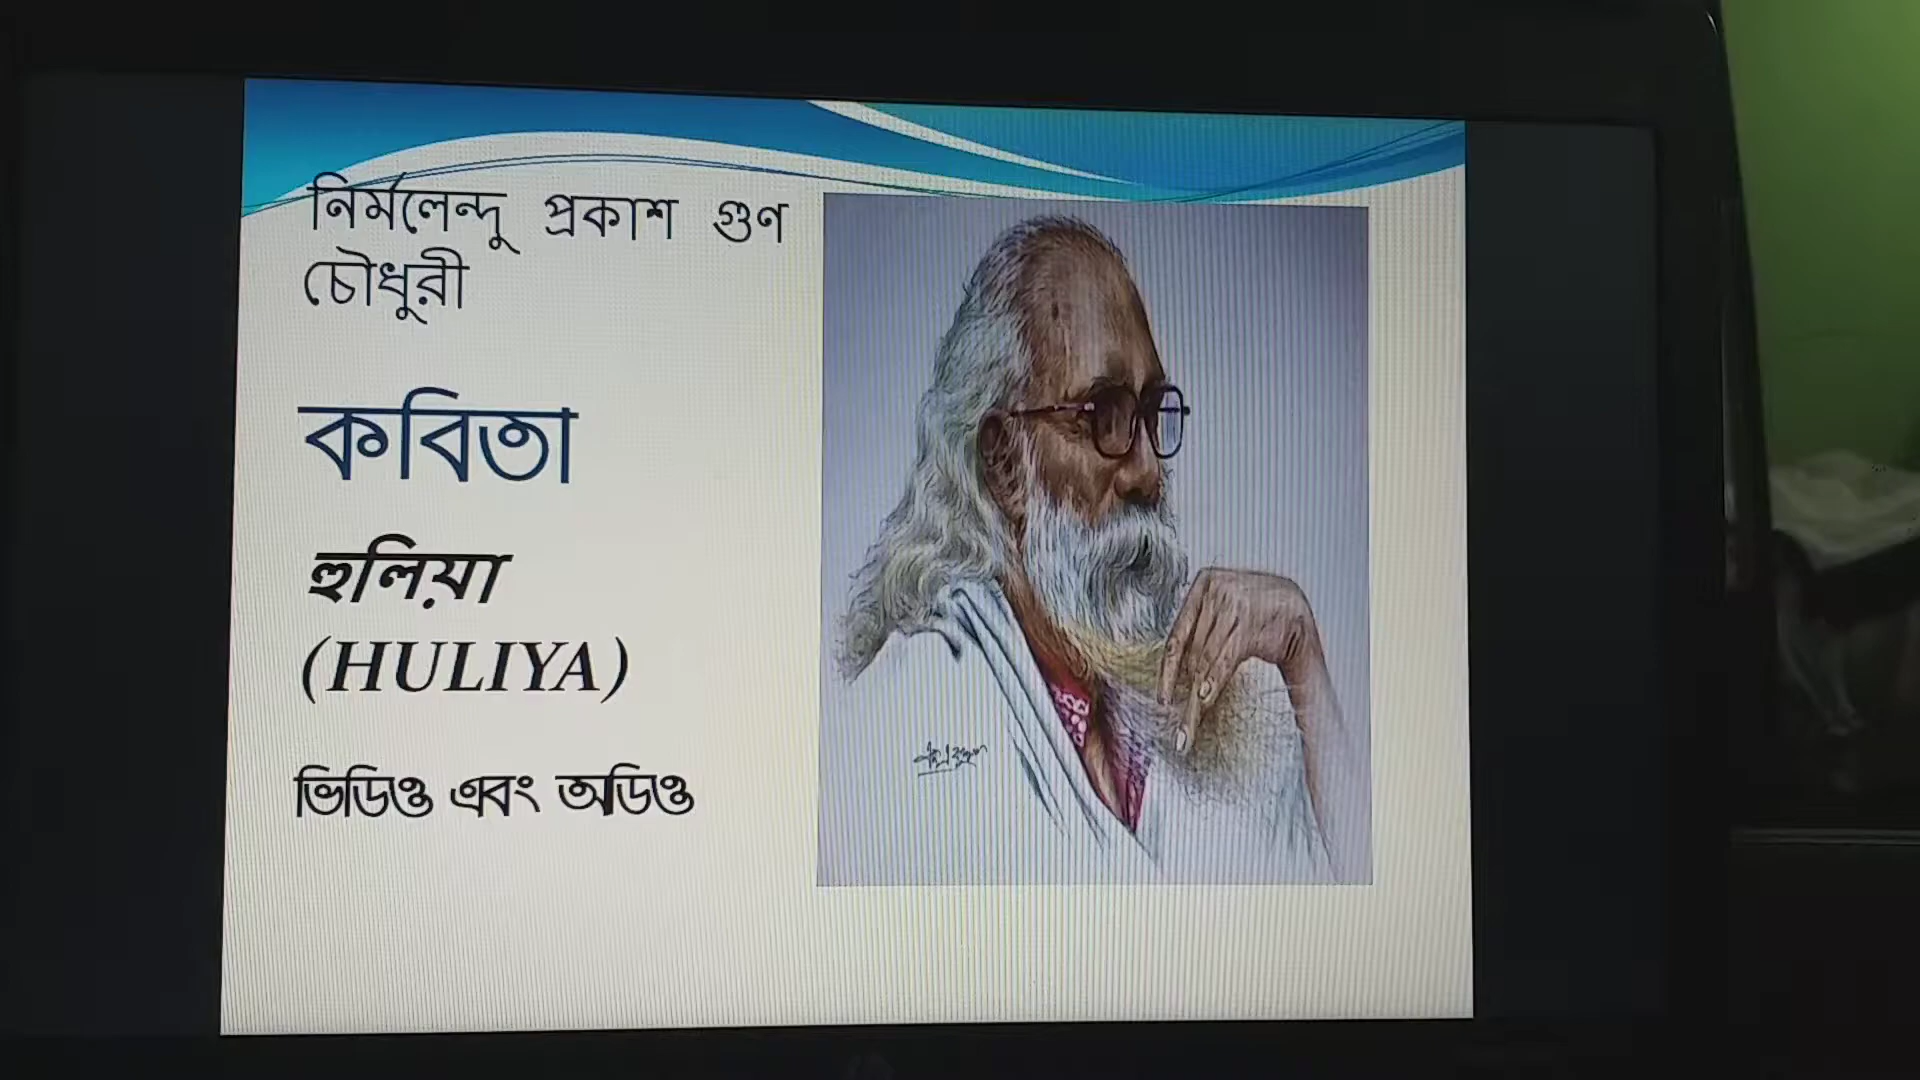 নির্মলেন্দু প্রকাশ গুণ
চৌধুরী
কবিতা
হুলিয়া
(HULIYA)
ভিডিও এবং অডিও